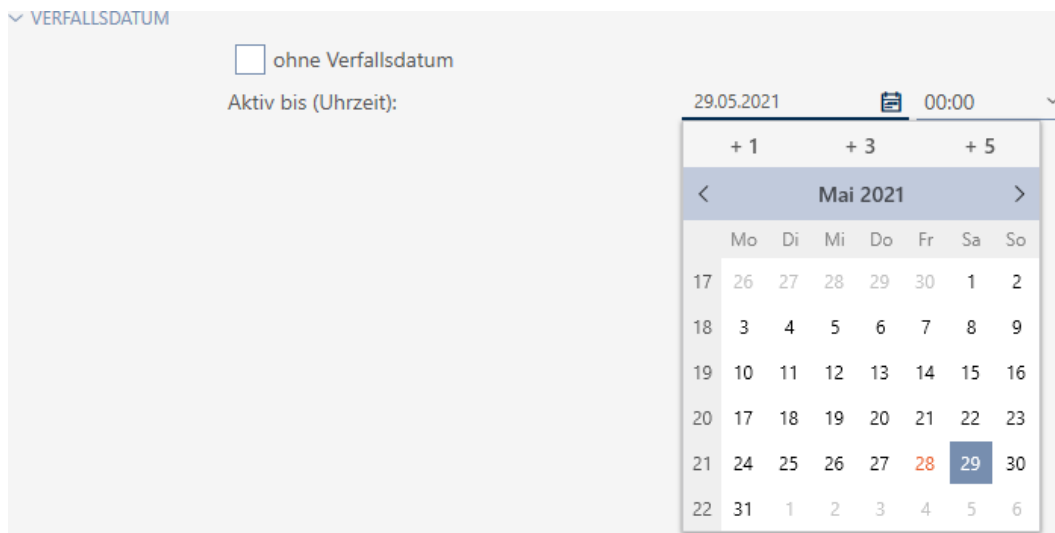 VERFALLSDATUM
ohne Verfallsdatum
Aktiv bis (Uhrzeit): 29.05.2021 00:00
+ 1 + 3 + 5
Mai 2021
Mo Di Mi Do Fr Sa So
17 26 27 28 29 30 1 2
18 3 4 5 6 7 8 9
19 10 11 12 13 14 15 16
20 17 18 19 20 21 22 23
21 24 25 26 27 28 29 30
22 31 1 2 3 4 5 6